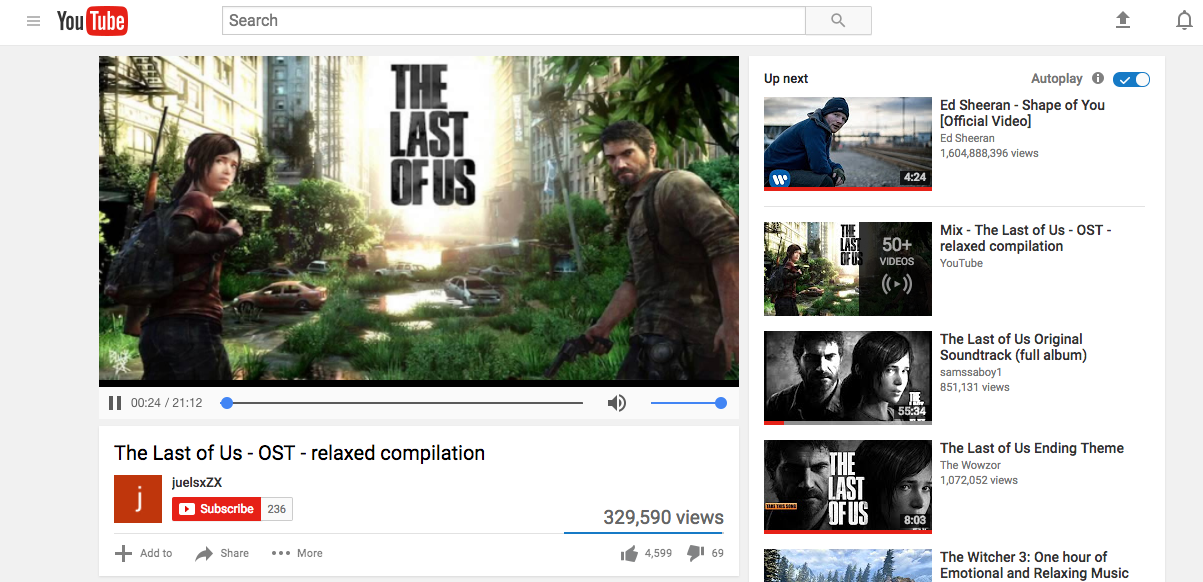 YouTube
Search
THE
LAST
OF US
00:24 / 21:12
The Last of Us - OST - relaxed compilation
j
juelsxZX
Subscribe 236
329,590 views
Add to Share More 4,599 69
Up next Autoplay
4:24
Ed Sheeran - Shape of You
[Official Video]
Ed Sheeran
1,604,888,396 views
THE
LAST
OF US
50+
VIDEOS
Mix - The Last of Us - OST -
relaxed compilation
YouTube
55:34
The Last of Us Original
Soundtrack (full album)
samssaboy1
851,131 views
THE
LAST
OF US
TAKE THIS SONG
8:03
The Last of Us Ending Theme
The Wowzor
1,072,052 views
The Witcher 3: One hour of
Emotional and Relaxing Music